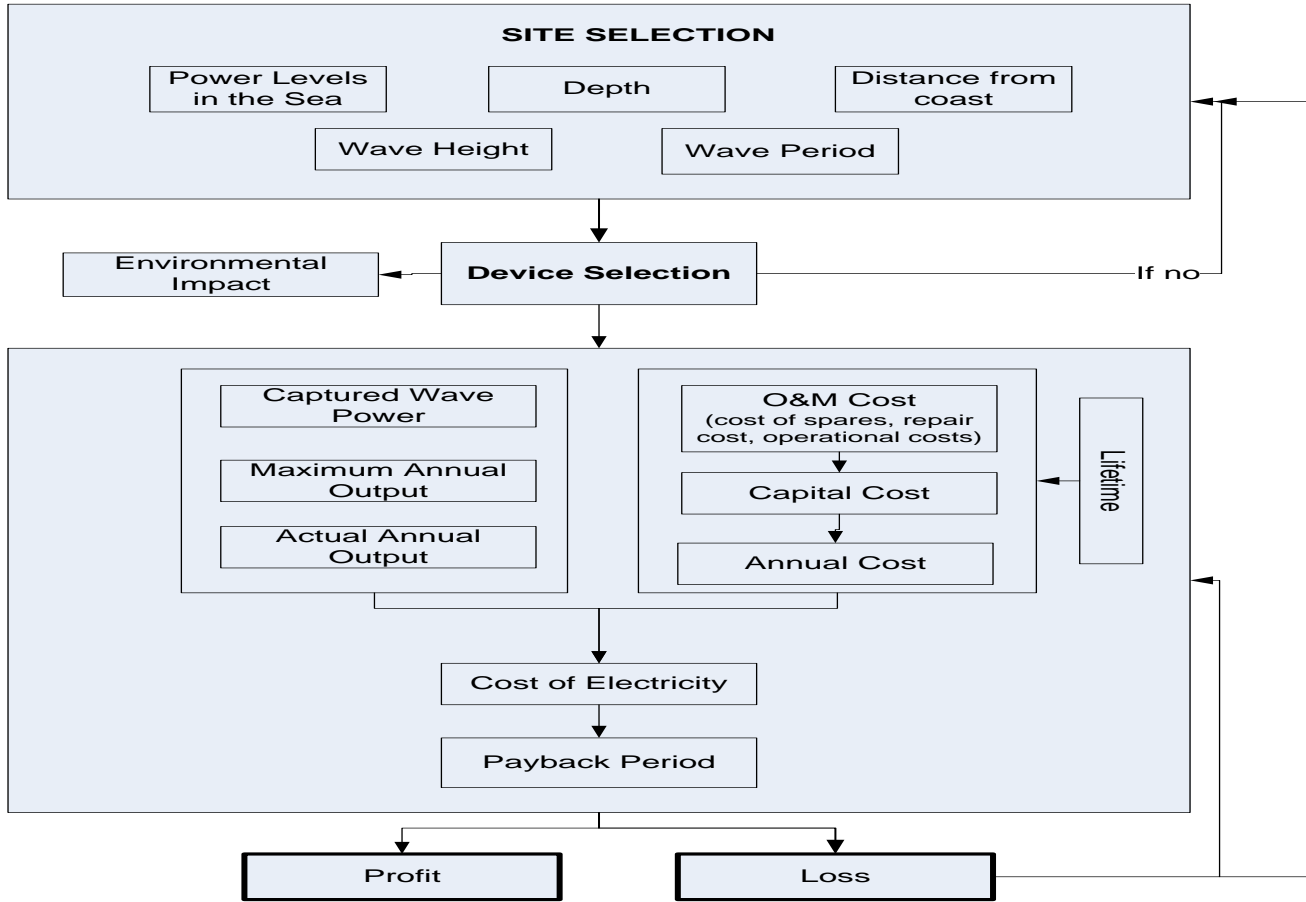 SITE SELECTION
Power Levels
in the Sea
Depth
Distance from
coast
Wave Height
Wave Period
Environmental
Impact
Device Selection
If no
Captured Wave
Power
Maximum Annual
Output
Actual Annual
Output
O&M Cost
(cost of spares, repair
cost, operational costs)
Capital Cost
Annual Cost
Lifetime
Cost of Electricity
Payback Period
Profit
Loss